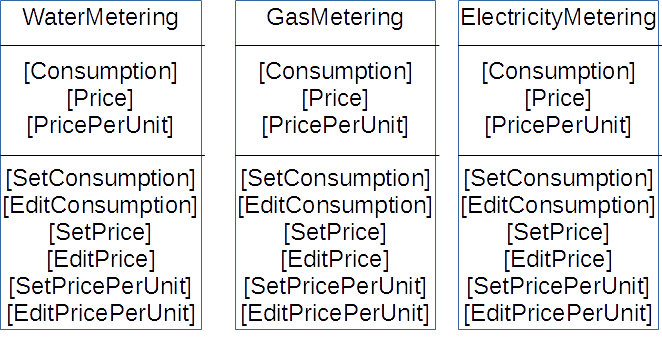 WaterMetering
[Consumption]
[Price]
[PricePerUnit]
[SetConsumption]
[EditConsumption]
[SetPrice]
[EditPrice]
[SetPricePerUnit]
[EditPricePerUnit]
GasMetering
[Consumption]
[Price]
[PricePerUnit]
[SetConsumption]
[EditConsumption]
[SetPrice]
[EditPrice]
[SetPricePerUnit]
[EditPricePerUnit]
ElectricityMetering
[Consumption]
[Price]
[PricePerUnit]
[SetConsumption]
[EditConsumption]
[SetPrice]
[EditPrice]
[SetPricePerUnit]
[EditPricePerUnit]